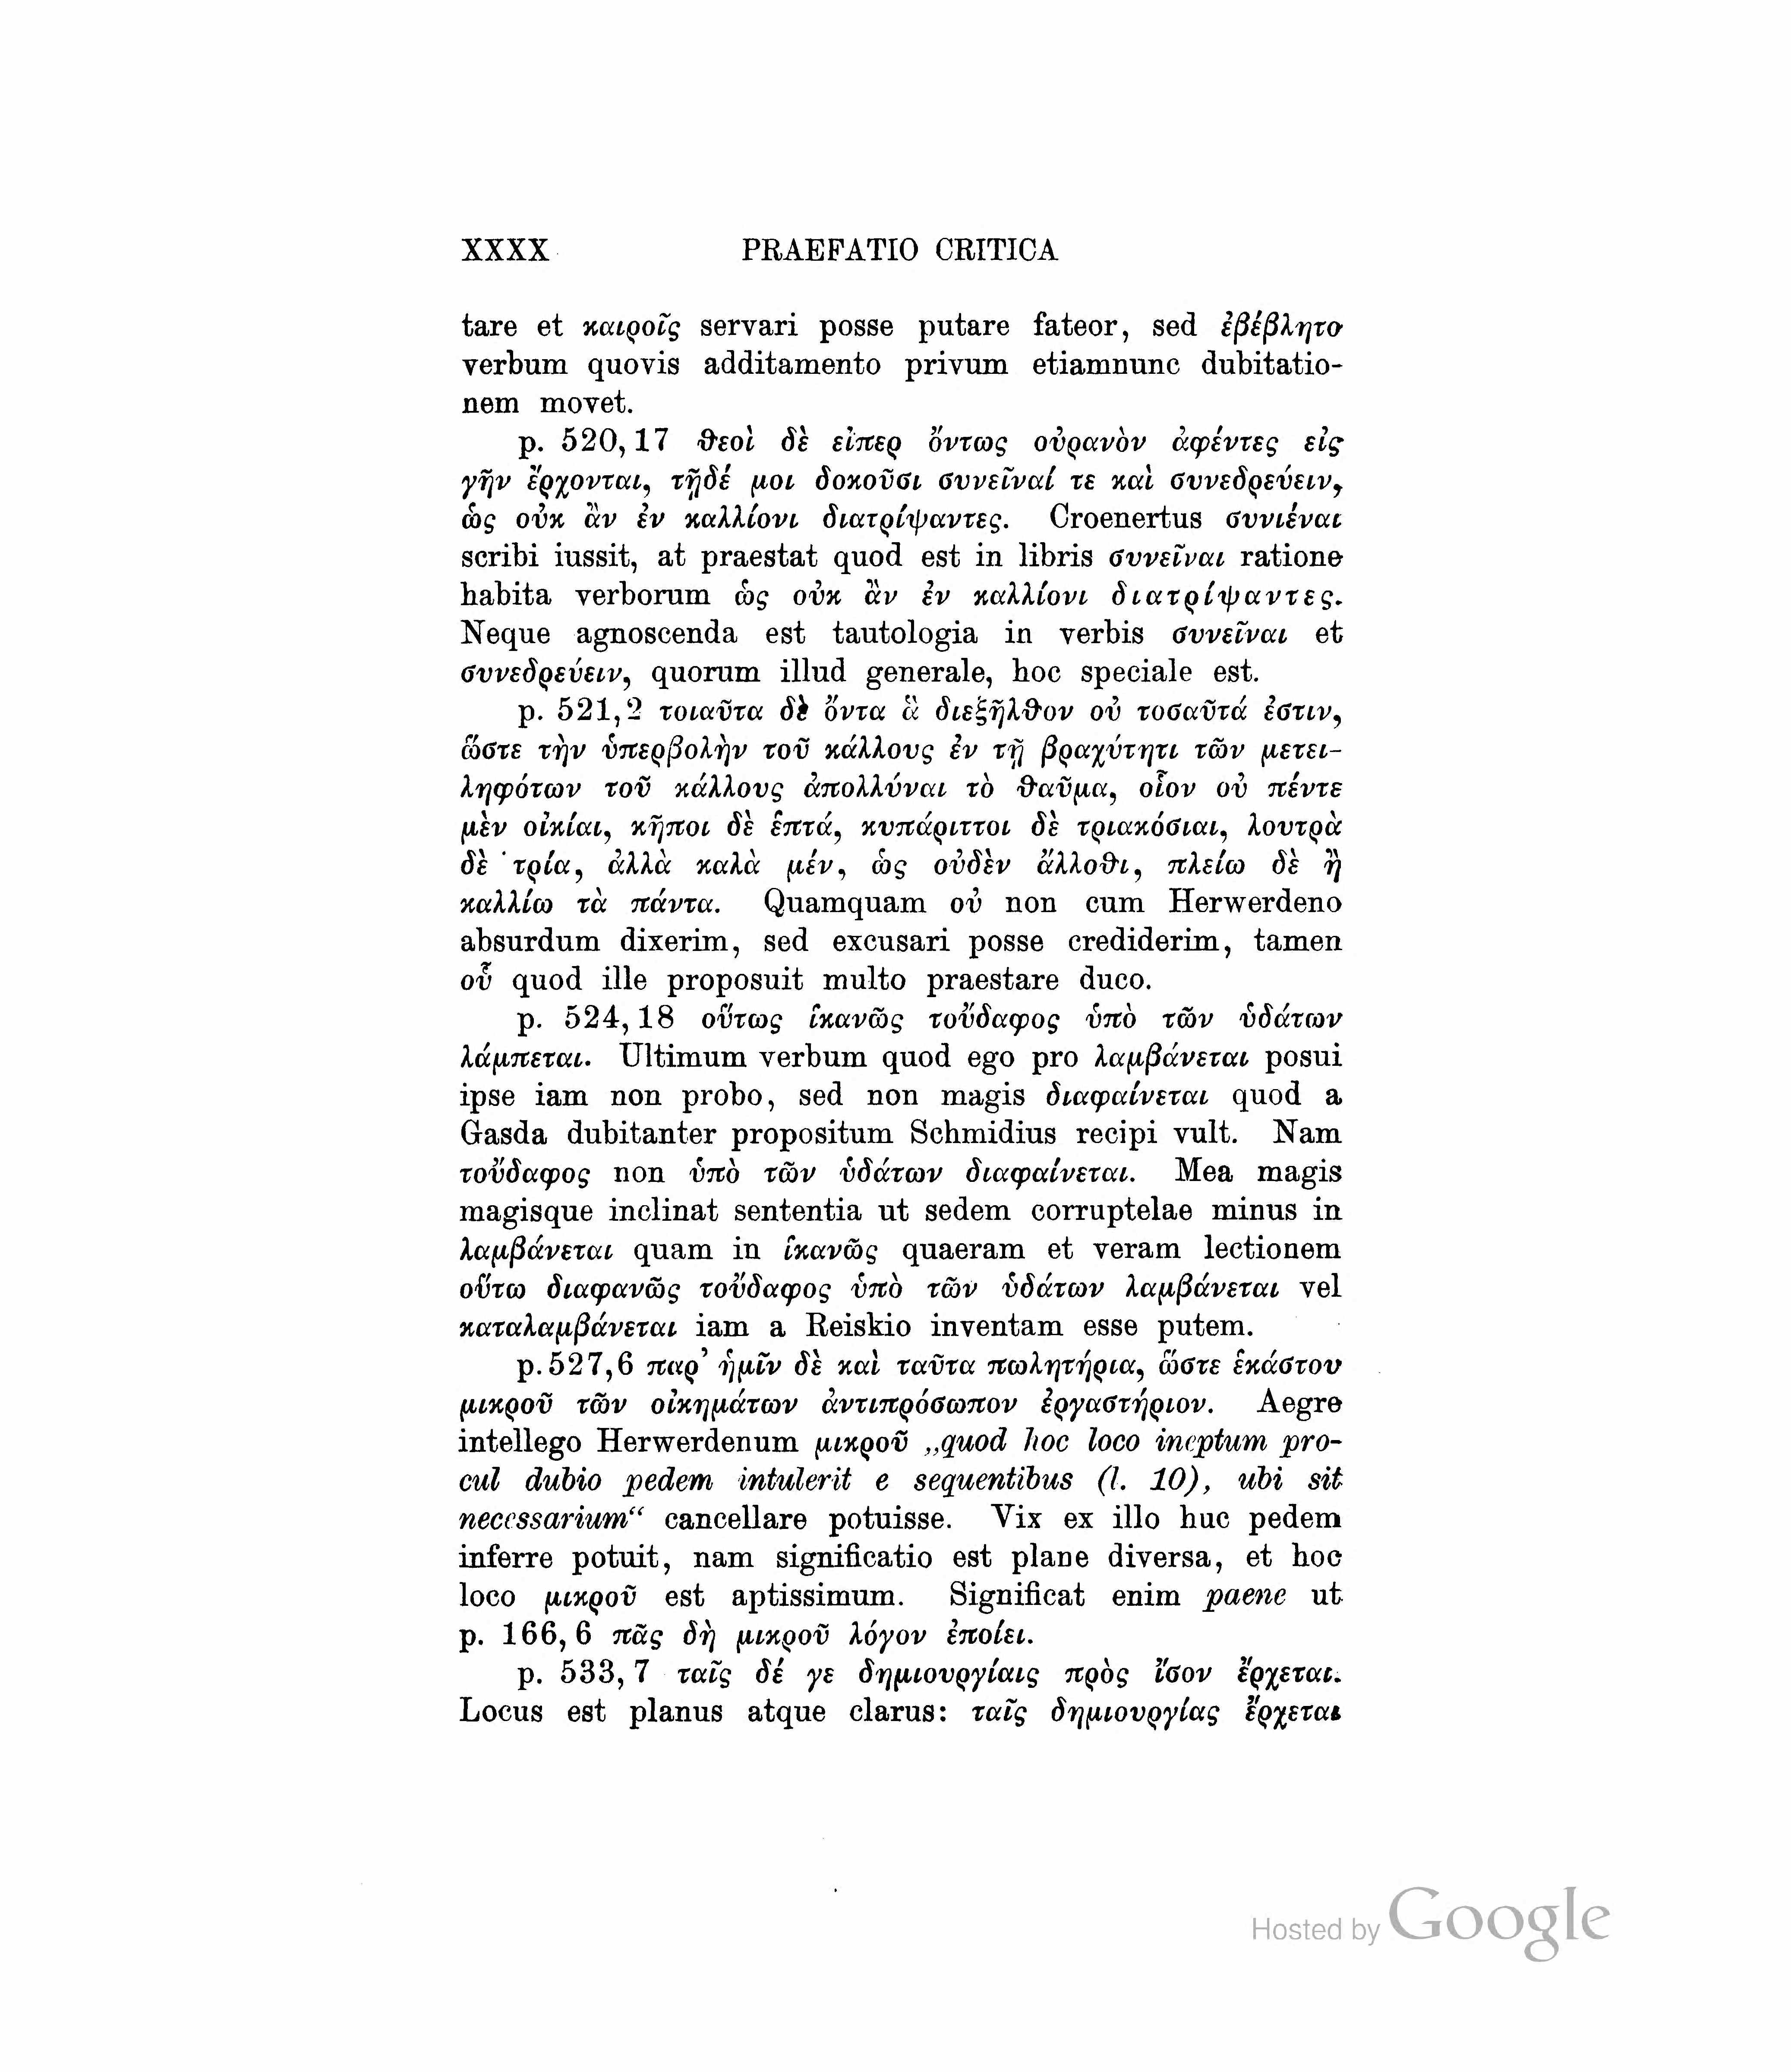 XXXX PRAEFATIO CRITICA
tare et καιροῖς servari posse putare fateor, sed ἐβέβλητο
verbum quovis additamento privum etiamnunc dubitatio-
nem movet.
p. 520, 17 θεοὶ δὲ εἰπερ ὄντως οὐρανὸν ἀφέντες εἰς
γῆν ἔρχονται, τῇδέ μοι δοκοῦσι συνεῖναί τε καὶ συνεδρεύειν,
ὡς οὐκ ἂν ἐν καλλίονι διατρίψαντες. Croenertus συνιέναι
scribi iussit, at praestat quod est in libris συνεῖναι ratione
habita verborum ὡς οὐκ ἂν ἐν καλλίονι διατρίψαντες.
Neque agnoscenda est tautologia in verbis συνεῖναι et
συνεδρεύειν, quorum illud generale, hoc speciale est.
p. 521, 2 τοιαῦτα δὲ ὄντα ἃ διεξῆλθον οὐ τοσαῦτά ἐστιν,
ὥστε τὴν ὑπερβολὴν τοῦ κάλλους ἐν τῇ βραχύτητι τῶν μετει-
ληφότων τοῦ κάλλους ἀπολλύναι τὸ θαῦμα, οἷον οὐ πέντε
μὲν οἰκίαι, κῆποι δὲ ἑπτά, κυπάριττοι δὲ τριακόσιαι, λουτρὰ
δὲ τρία, ἀλλὰ καλὰ μέν, ὡς οὐδὲν ἄλλοθι, πλείω δὲ ἢ
καλλίω τὰ πάντα. Quamquam οὐ non cum Herwerdeno
absurdum dixerim, sed excusari posse crediderim, tamen
οὗ quod ille proposuit multo praestare duco.
p. 524, 18 οὕτως ἱκανῶς τοὔδαφος ὑπὸ τῶν ὑδάτων
λάμπεται. Ultimum verbum quod ego pro λαμβάνεται posui
ipse iam non probo, sed non magis διαφαίνεται quod a
Gasda dubitanter propositum Schmidius recipi vult. Nam
τοὔδαφος non ὑπὸ τῶν ὑδάτων διαφαίνεται. Mea magis
magisque inclinat sententia ut sedem corruptelae minus in
λαμβάνεται quam in ἱκανῶς quaeram et veram lectionem
οὕτω διαφανῶς τοὔδαφος ὑπὸ τῶν ὑδάτων λαμβάνεται vel
καταλαμβάνεται iam a Reiskio inventam esse putem.
p. 527, 6 παρ’ ἡμῖν δὲ καὶ ταῦτα πωλητήρια, ὥστε ἑκάστου
μικροῦ τῶν οἰκημάτων ἀντιπρόσωπον ἐργαστήριον. Aegre
intellego Herwerdenum μικροῦ „quod hoc loco ineptum pro-
cul dubio pedem intulerit e sequentibus (l. 10), ubi sit
necessarium“ cancellare potuisse. Vix ex illo huc pedem
inferre potuit, nam significatio est plane diversa, et hoc
loco μικροῦ est aptissimum. Significat enim paene ut
p. 166, 6 πᾶς δὴ μικροῦ λόγον ἐποίει.
p. 533, 7 ταῖς δέ γε δημιουργίαις πρὸς ἴσον ἔρχεται.
Locus est planus atque clarus: ταῖς δημιουργίας ἔρχεται
Hosted by Google